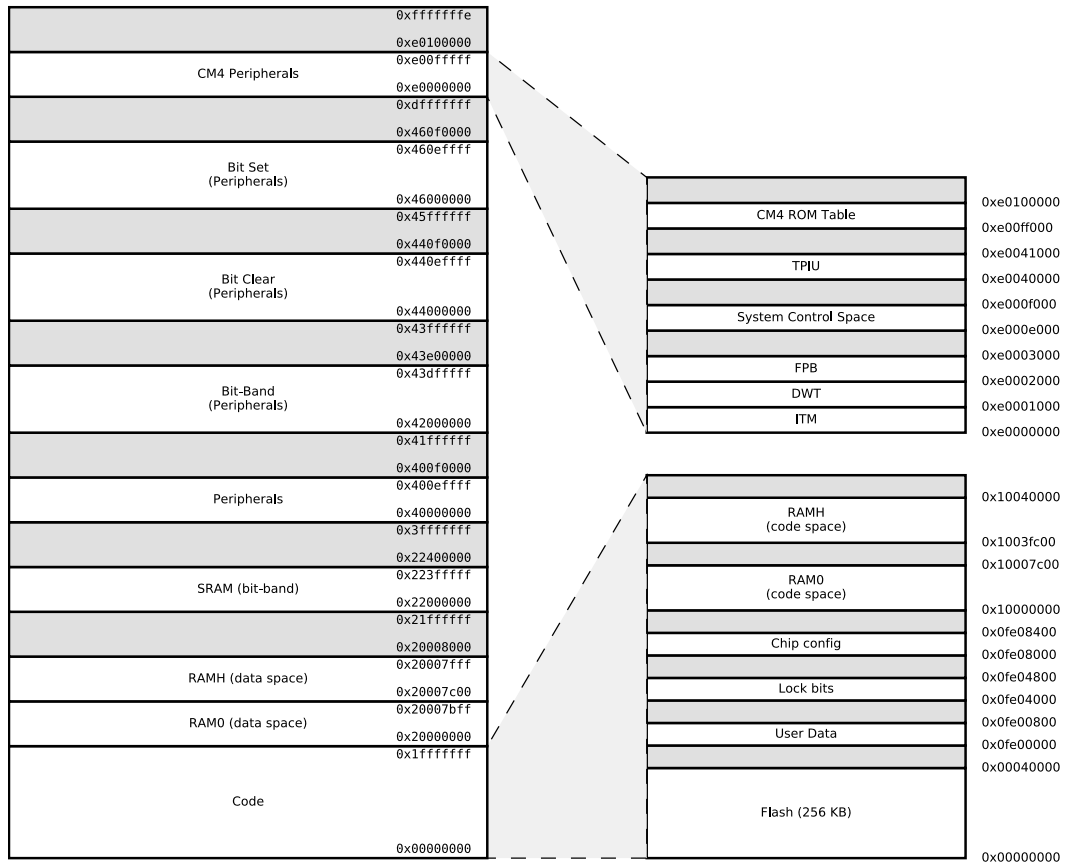 0xfffffffe
0xe0100000
0xe00fffff
CM4 Peripherals
0xe0000000
0xdfffffff
0x460f0000
0x460effff
Bit Set
(Peripherals)
0x46000000
0x45ffffff
0x440f0000
0x440effff
Bit Clear
(Peripherals)
0x44000000
0x43ffffff
0x43e00000
0x43dfffff
Bit-Band
(Peripherals)
0x42000000
0x41ffffff
0x400f0000
0x400effff
Peripherals
0x40000000
0x3fffffff
0x22400000
0x223fffff
SRAM (bit-band)
0x22000000
0x21ffffff
0x20008000
0x20007fff
RAMH (data space)
0x20007c00
0x20007bff
RAM0 (data space)
0x20000000
0x1fffffff
Code
0x00000000
0xe0100000
CM4 ROM Table
0xe00ff000
0xe0041000
TPIU
0xe0040000
0xe000f000
System Control Space
0xe000e000
0xe0003000
FPB
0xe0002000
DWT
0xe0001000
ITM
0xe0000000
0x10040000
RAMH
(code space)
0x1003fc00
0x10007c00
RAM0
(code space)
0x10000000
0x0fe08400
Chip config
0x0fe08000
0x0fe04800
Lock bits
0x0fe04000
0x0fe00800
User Data
0x0fe00000
0x00040000
Flash (256 KB)
0x00000000